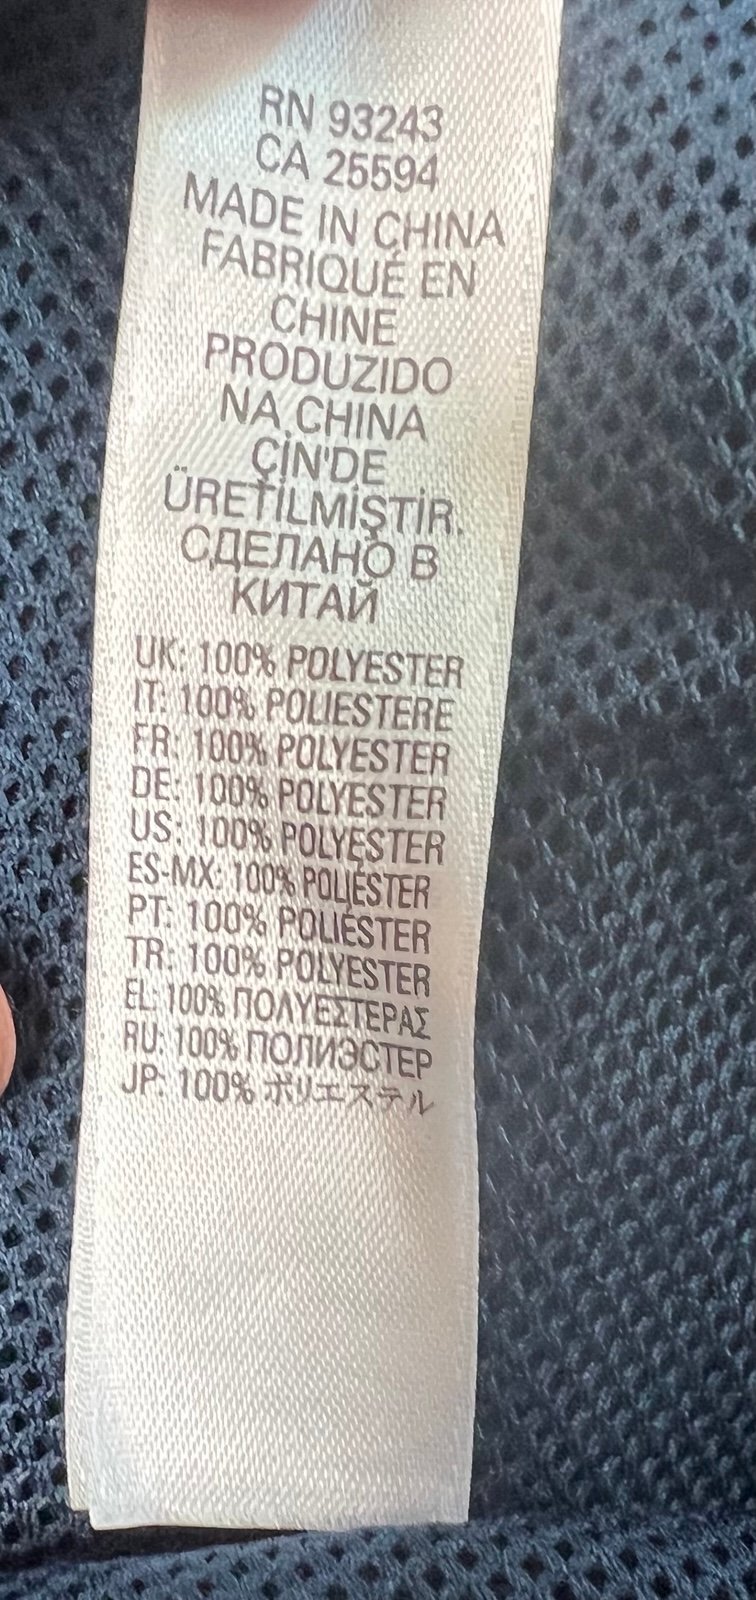 RN 93243
CA 25594
MADE IN CHINA
FABRIQUÉ EN
CHINE
PRODUZIDO
NA CHINA
ÇİN'DE
ÜRETİLMİŞTİR.
СДЕЛАНО В
КИТАЙ
UK: 100% POLYESTER
IT: 100% POLIESTERE
FR: 100% POLYESTER
DE: 100% POLYESTER
US: 100% POLYESTER
ES-MX: 100% POLIÉSTER
PT: 100% POLIÉSTER
TR: 100% POLYESTER
EL: 100% ΠΟΛΥΕΣΤΕΡΑΣ
RU: 100% ПОЛИЭСТЕР
JP: 100% ポリエステル